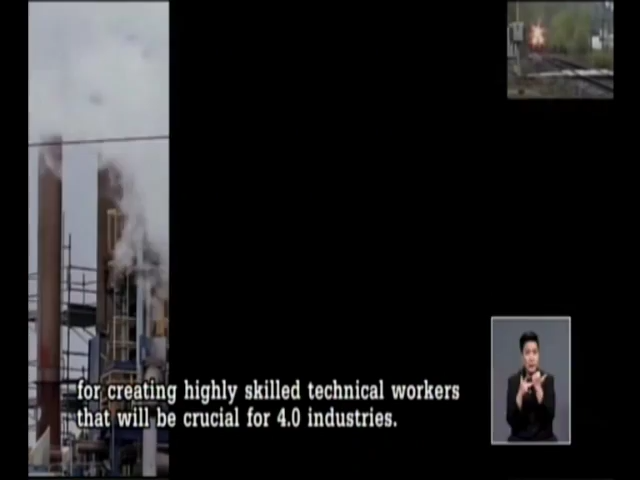 for creating highly skilled technical workers
that will be crucial for 4.0 industries.